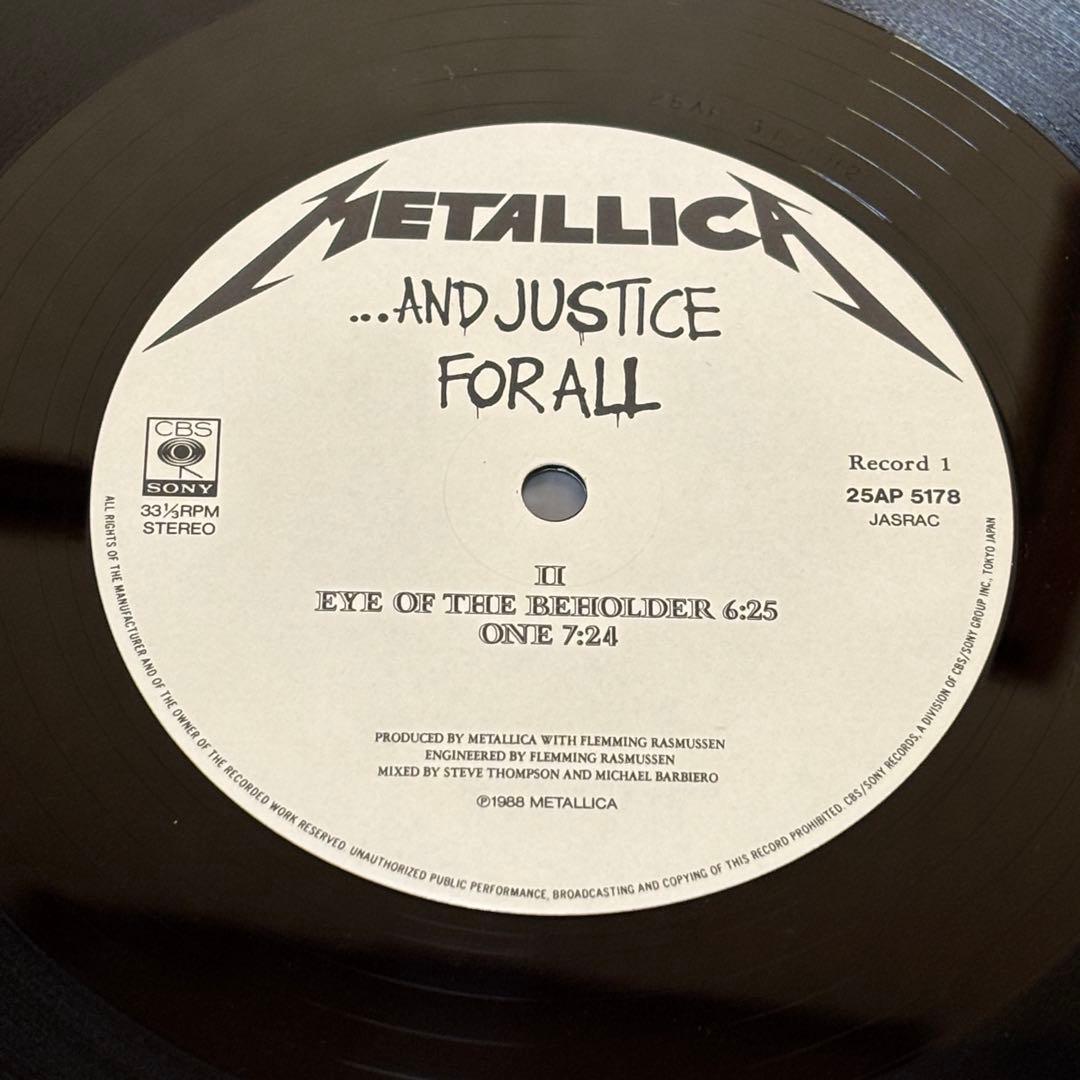 METALLICA
...AND JUSTICE
FOR ALL
CBS
SONY
33⅓RPM
STEREO
Record 1
25AP 5178
JASRAC
II
EYE OF THE BEHOLDER 6:25
ONE 7:24
PRODUCED BY METALLICA WITH FLEMMING RASMUSSEN
ENGINEERED BY FLEMMING RASMUSSEN
MIXED BY STEVE THOMPSON AND MICHAEL BARBIERO
℗1988 METALLICA
ALL RIGHTS OF THE MANUFACTURER AND OF THE OWNER OF THE RECORDED WORK RESERVED. UNAUTHORIZED PUBLIC PERFORMANCE, BROADCASTING AND COPYING OF THIS RECORD PROHIBITED. CBS/SONY RECORDS, A DIVISION OF CBS/SONY GROUP INC., TOKYO JAPAN